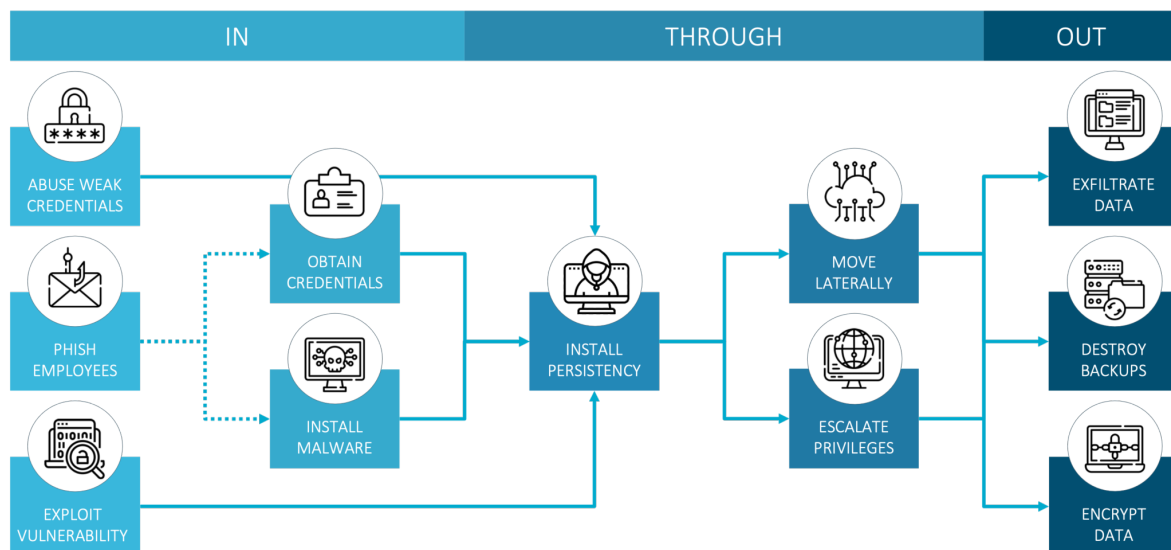 IN
THROUGH
OUT
****
ABUSE WEAK
CREDENTIALS
PHISH
EMPLOYEES
EXPLOIT
VULNERABILITY
OBTAIN
CREDENTIALS
INSTALL
MALWARE
INSTALL
PERSISTENCY
MOVE
LATERALLY
ESCALATE
PRIVILEGES
EXFILTRATE
DATA
DESTROY
BACKUPS
ENCRYPT
DATA